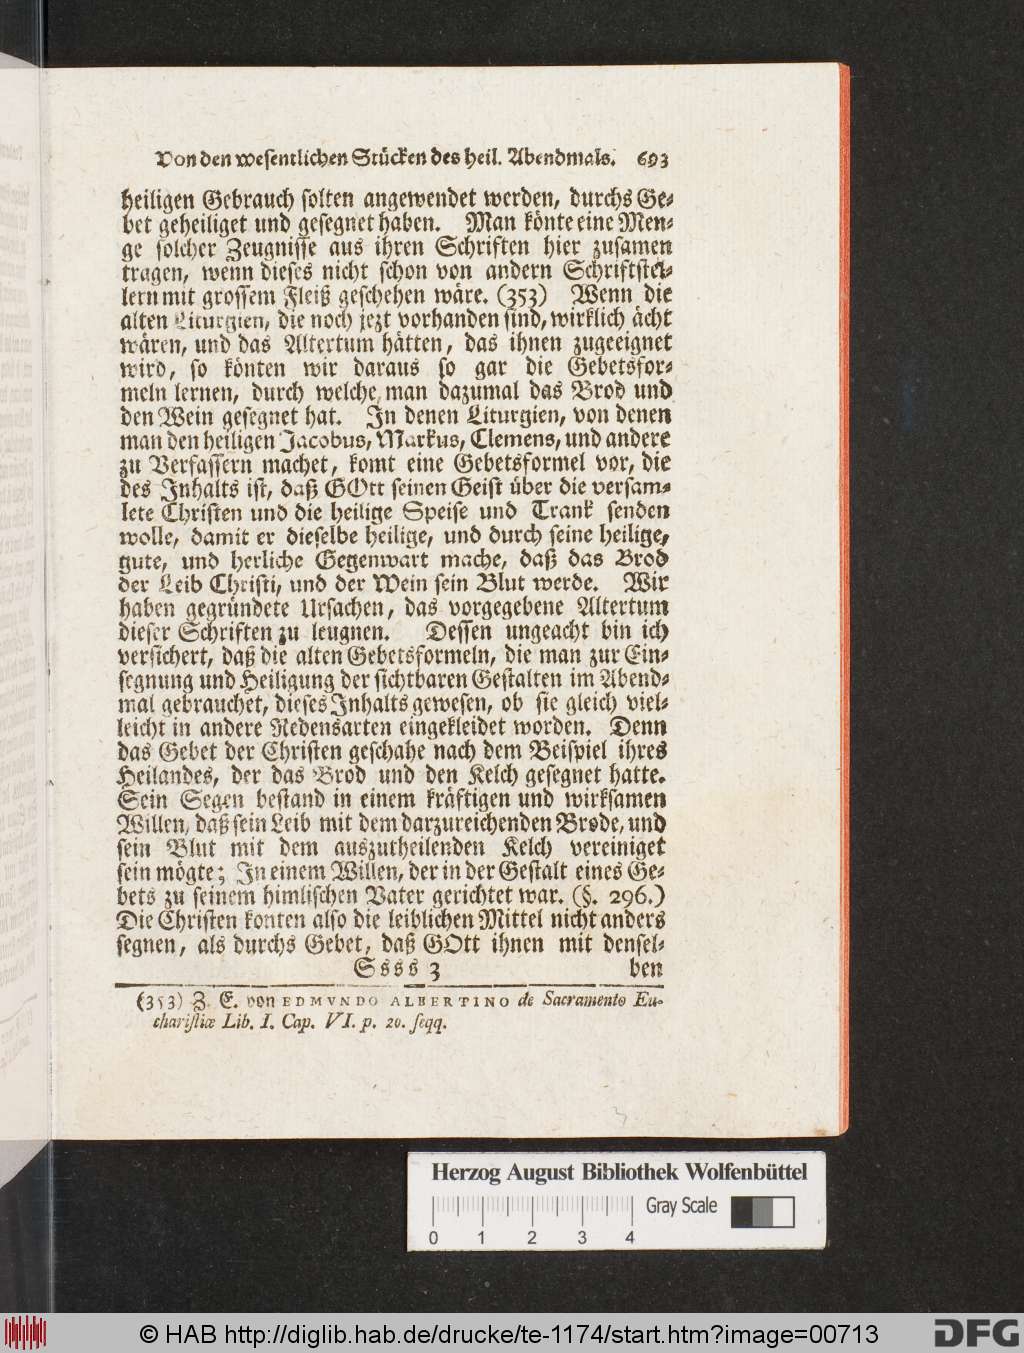 Von den wesentlichen Stücken des heil. Abendmals. 693
heiligen Gebrauch solten angewendet werden, durchs Ge-
bet geheiliget und gesegnet haben. Man könte eine Men-
ge solcher Zeugnisse aus ihren Schriften hier zusamen
tragen, wenn dieses nicht schon von andern Schriftstel-
lern mit grossem Fleiß geschehen wäre. (353) Wenn die
alten Liturgien, die noch jezt vorhanden sind, wirklich ächt
wären, und das Altertum hätten, das ihnen zugeeignet
wird, so könten wir daraus so gar die Gebetsfor-
meln lernen, durch welche man dazumal das Brod und
den Wein gesegnet hat. In denen Liturgien, von denen
man den heiligen Jacobus, Markus, Clemens, und andere
zu Verfassern machet, komt eine Gebetsformel vor, die
des Inhalts ist, daß GOtt seinen Geist über die versam-
lete Christen und die heilige Speise und Trank senden
wolle, damit er dieselbe heilige, und durch seine heilige,
gute, und herliche Gegenwart mache, daß das Brod
der Leib Christi, und der Wein sein Blut werde. Wir
haben gegründete Ursachen, das vorgegebene Altertum
dieser Schriften zu leugnen. Dessen ungeacht bin ich
versichert, daß die alten Gebetsformeln, die man zur Ein-
segnung und Heiligung der sichtbaren Gestalten im Abend-
mal gebrauchet, dieses Inhalts gewesen, ob sie gleich viel-
leicht in andere Redensarten eingekleidet worden. Denn
das Gebet der Christen geschahe nach dem Beispiel ihres
Heilandes, der das Brod und den Kelch gesegnet hatte.
Sein Segen bestand in einem kräftigen und wirksamen
Willen, daß sein Leib mit dem darzureichenden Brode, und
sein Blut mit dem auszutheilenden Kelch vereiniget
sein mögte; In einem Willen, der in der Gestalt eines Ge-
bets zu seinem himlischen Vater gerichtet war. (§. 296.)
Die Christen konten also die leiblichen Mittel nicht anders
segnen, als durchs Gebet, daß GOtt ihnen mit densel-
Ssss 3 ben
(353) Z. E. von EDMVNDO ALBERTINO de Sacramento Eu-
charistiæ Lib. I. Cap. VI. p. 20. seqq.
Herzog August Bibliothek Wolfenbüttel
Gray Scale
0 1 2 3 4
© HAB http://diglib.hab.de/drucke/te-1174/start.htm?image=00713
DFG